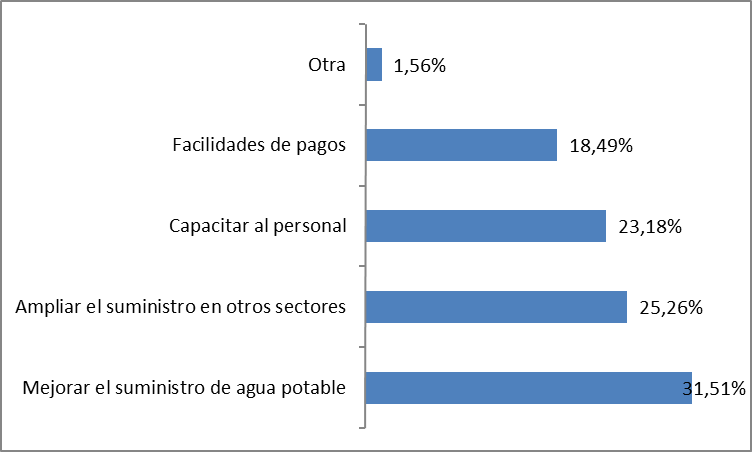 Otra 1,56%
Facilidades de pagos 18,49%
Capacitar al personal 23,18%
Ampliar el suministro en otros sectores 25,26%
Mejorar el suministro de agua potable 31,51%